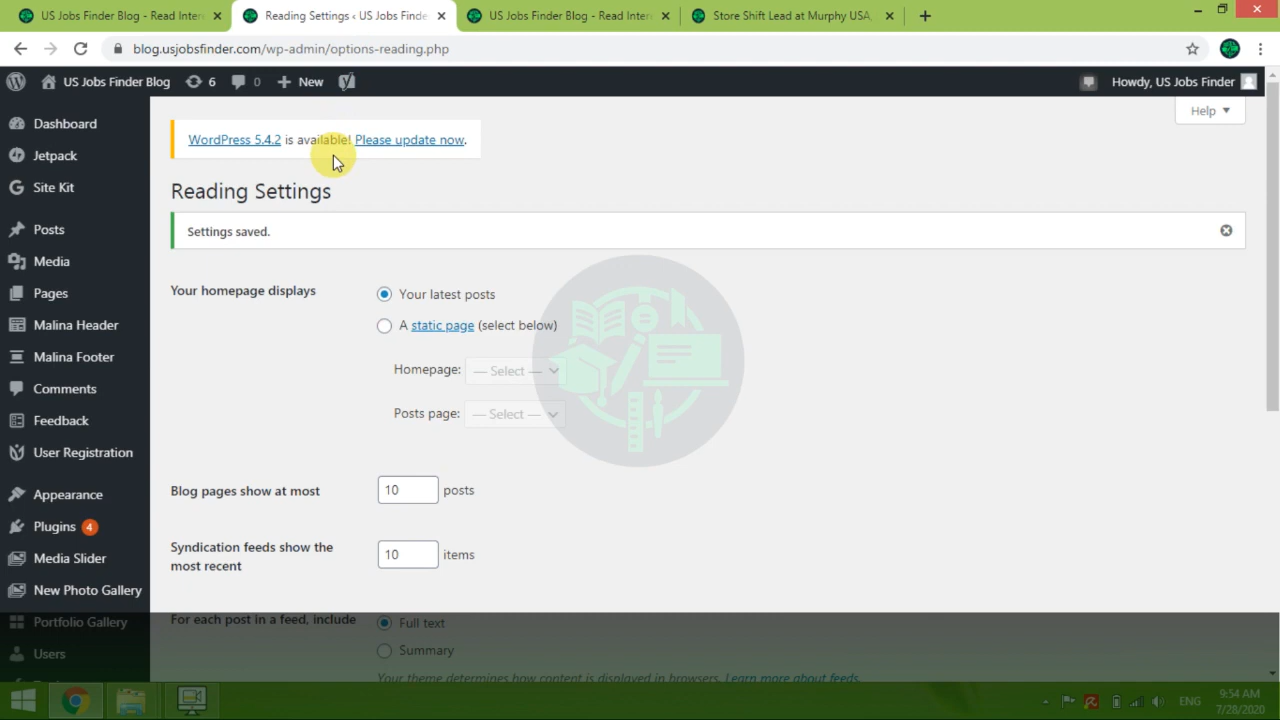 US Jobs Finder Blog - Read Inter
Reading Settings ‹ US Jobs Finde
US Jobs Finder Blog - Read Inter
Store Shift Lead at Murphy USA,
blog.usjobsfinder.com/wp-admin/options-reading.php
US Jobs Finder Blog
6
0
New
Howdy, US Jobs Finder
Help
Dashboard
Jetpack
Site Kit
Posts
Media
Pages
Malina Header
Malina Footer
Comments
Feedback
User Registration
Appearance
Plugins 4
Media Slider
New Photo Gallery
Portfolio Gallery
Users
WordPress 5.4.2 is available! Please update now.
Reading Settings
Settings saved.
Your homepage displays
Your latest posts
A static page (select below)
Homepage: — Select —
Posts page: — Select —
Blog pages show at most 10 posts
Syndication feeds show the
most recent
10 items
For each post in a feed, include
Full text
Summary
Your theme determines how content is displayed in browsers. Learn more about feeds.
ENG
9:54 AM
7/28/2020